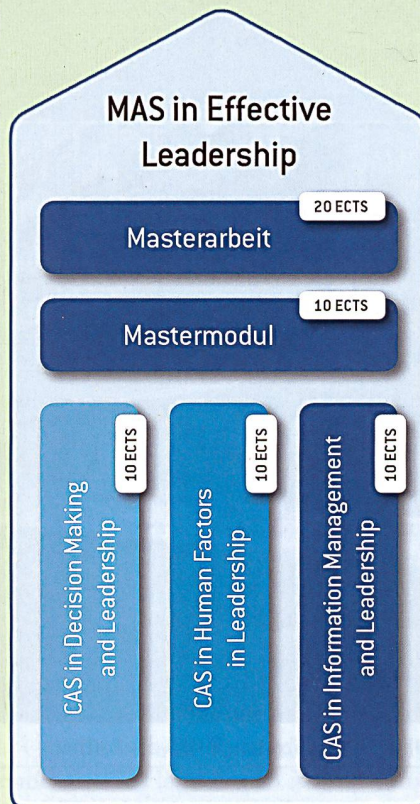 MAS in Effective
Leadership
20 ECTS
Masterarbeit
10 ECTS
Mastermodul
10 ECTS
CAS in Decision Making
and Leadership
10 ECTS
CAS in Human Factors
in Leadership
10 ECTS
CAS in Information Management
and Leadership